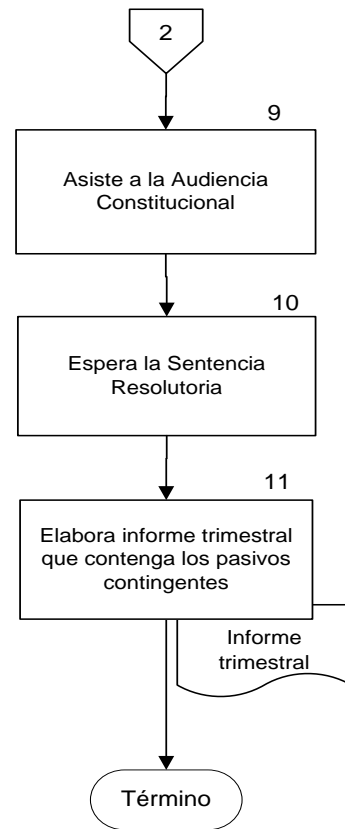 2
9
Asiste a la Audiencia
Constitucional
10
Espera la Sentencia
Resolutoria
11
Elabora informe trimestral
que contenga los pasivos
contingentes
Informe
trimestral
Término